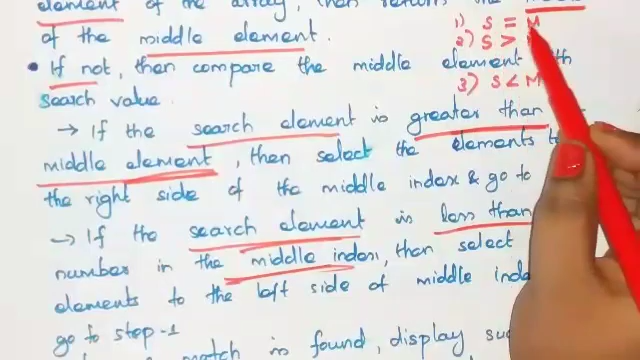 element of the array, then return the
of the middle element.
1) S = M
2) S >
• If not, then compare the middle element with
3) S < M
search value.
→ If the search element is greater than
middle element, then select the elements to
the right side of the middle index & go to
→ If the search element is less than
number in the middle index, then select
elements to the left side of middle inde
go to step-1
match is found, display suc